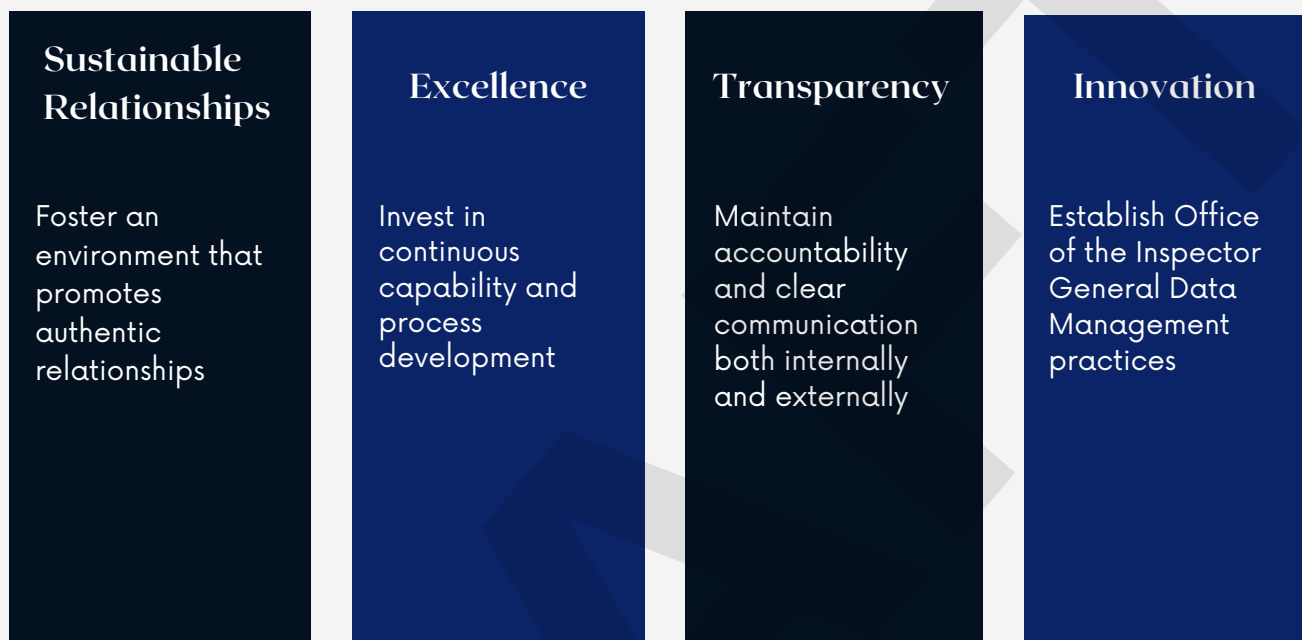 Sustainable
Relationships
Foster an
environment that
promotes
authentic
relationships
Excellence
Invest in
continuous
capability and
process
development
Transparency
Maintain
accountability
and clear
communication
both internally
and externally
Innovation
Establish Office
of the Inspector
General Data
Management
practices